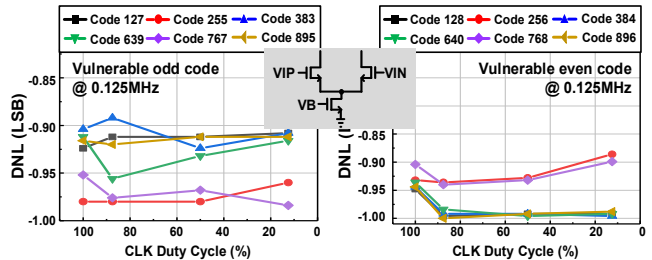 Code 127 Code 255 Code 383
Code 639 Code 767 Code 895
Vulnerable odd code
@ 0.125MHz
DNL (LSB)
-0.85
-0.90
-0.95
-1.00
100 80 60 40 20 0
CLK Duty Cycle (%)
VIP
VIN
VB
Code 128 Code 256 Code 384
Code 640 Code 768 Code 896
Vulnerable even code
@ 0.125MHz
DNL
-0.85
-0.90
-0.95
-1.00
100 80 60 40 20 0
CLK Duty Cycle (%)